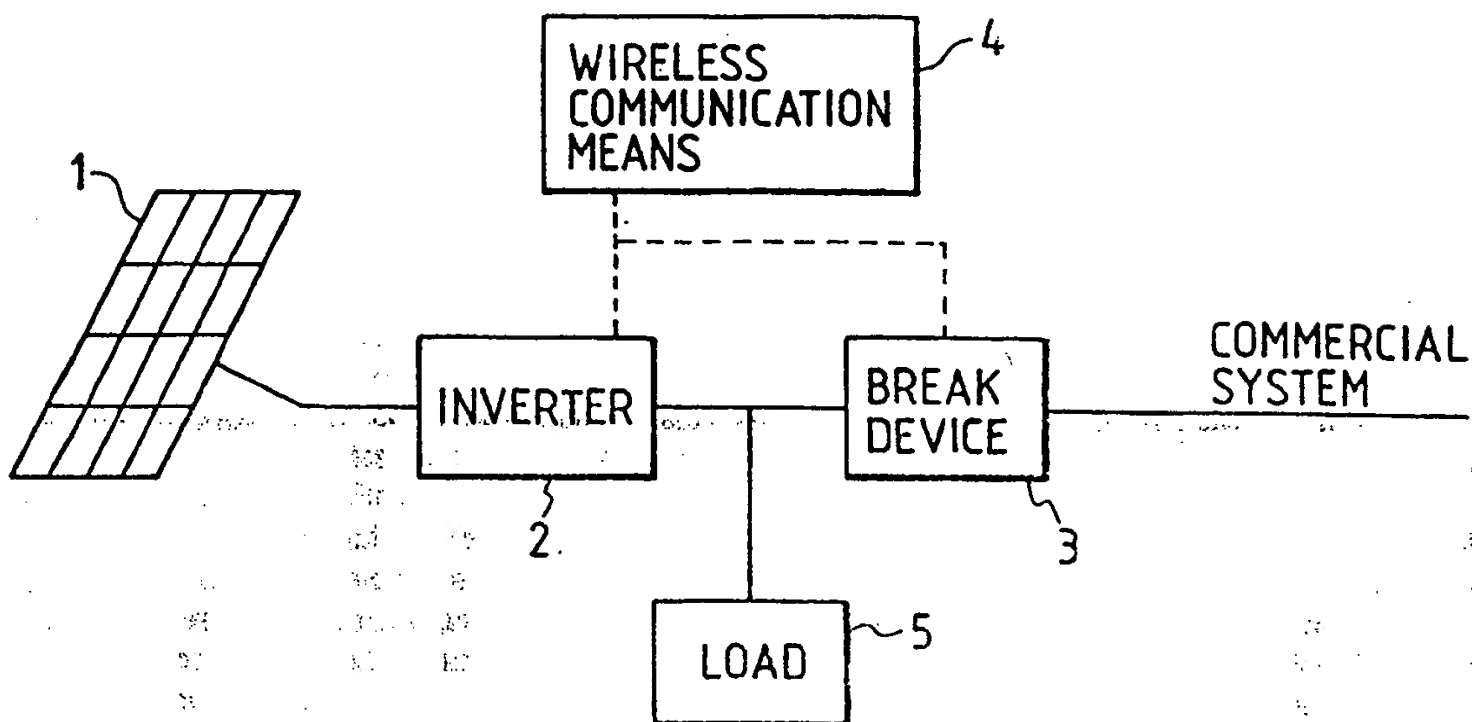 WIRELESS
COMMUNICATION
MEANS
4
1
INVERTER
2.
BREAK
DEVICE
3
COMMERCIAL
SYSTEM
LOAD
5